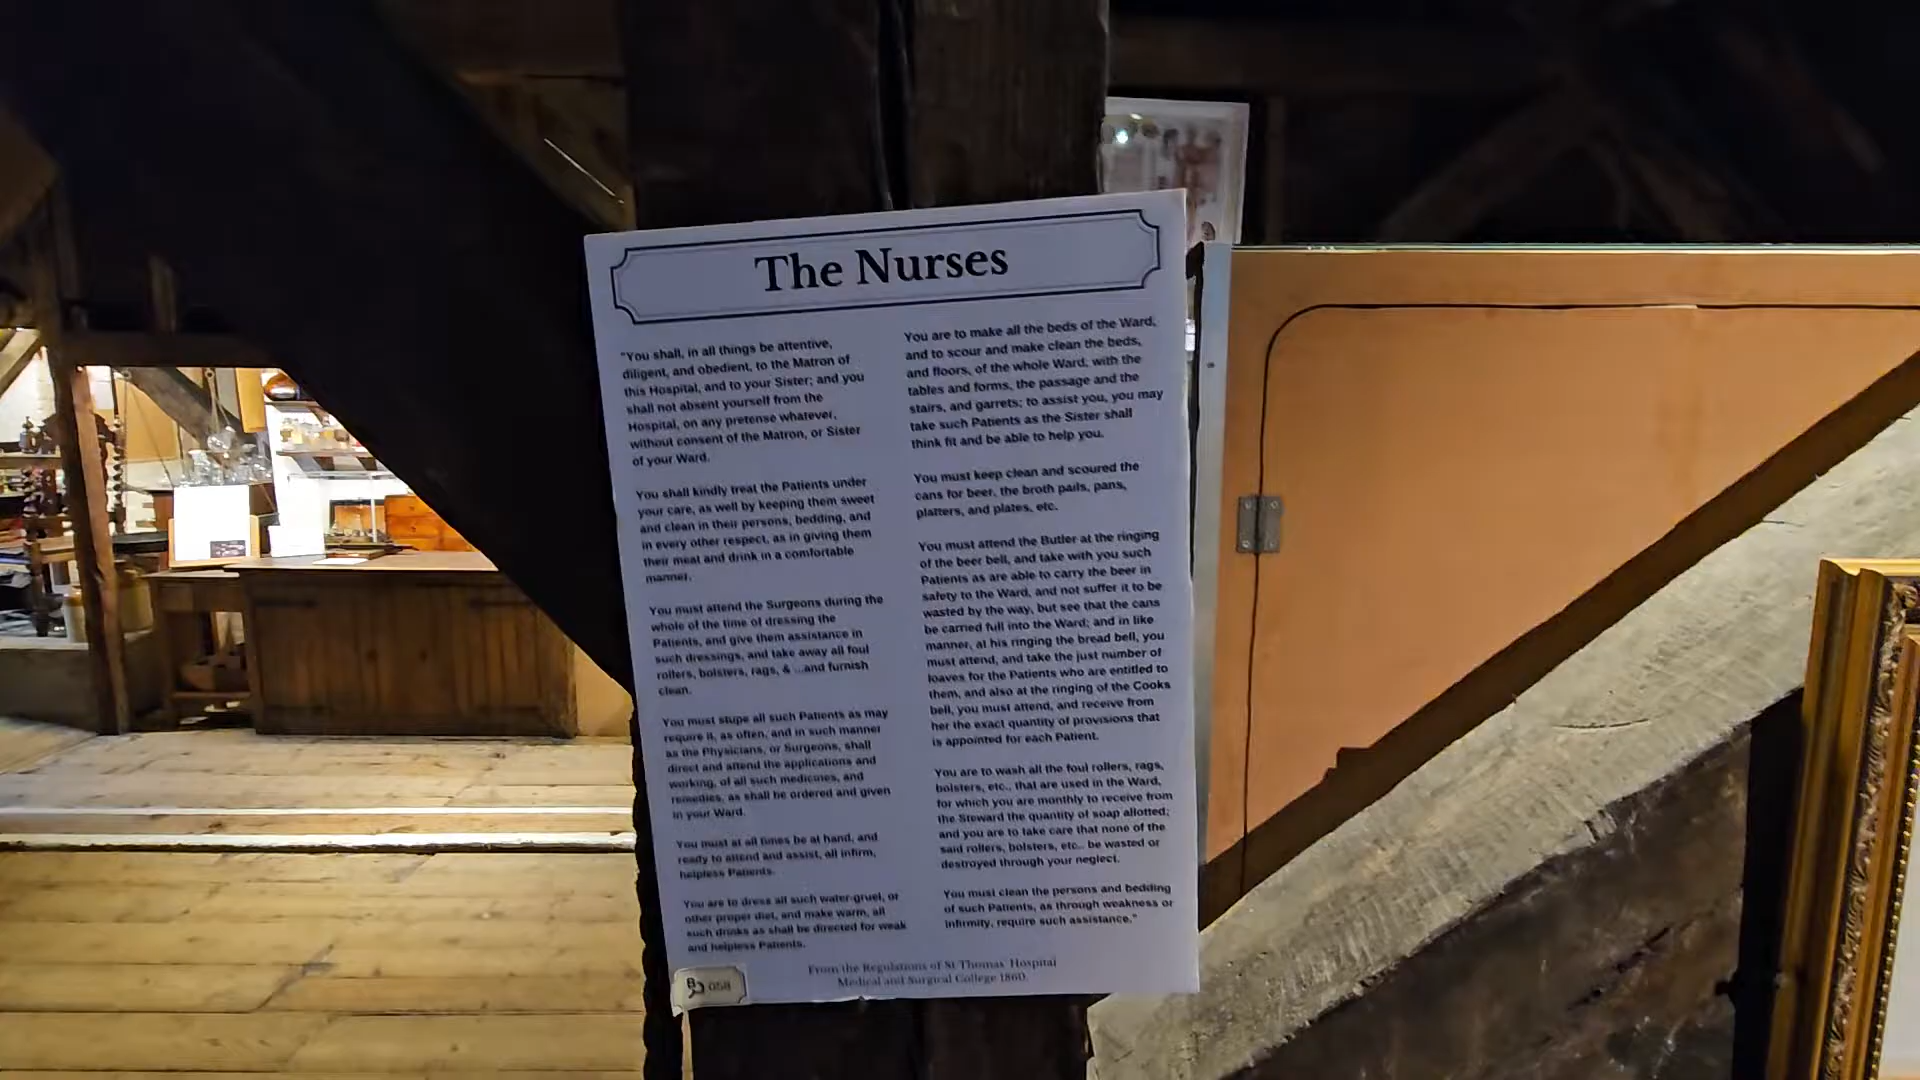 The Nurses
"You shall, in all things be attentive,
diligent, and obedient, to the Matron of
this Hospital, and to your Sister; and you
shall not absent yourself from the
Hospital, on any pretense whatever,
without consent of the Matron, or Sister
of your Ward.
You shall kindly treat the Patients under
your care, as well by keeping them sweet
and clean in their persons, bedding, and
in every other respect, as in giving them
their meat and drink in a comfortable
manner.
You must attend the Surgeons during the
whole of the time of dressing the
Patients, and give them assistance in
such dressings, and take away all foul
rollers, bolsters, rags, & ...and furnish
clean.
You must stupe all such Patients as may
require it, as often, and in such manner
as the Physicians, or Surgeons, shall
direct and attend the applications and
working, of all such medicines, and
remedies, as shall be ordered and given
in your Ward.
You must at all times be at hand, and
ready to attend and assist, all infirm,
helpless Patients.
You are to dress all such water-gruel, or
other proper diet, and make warm, all
such drinks as shall be directed for weak
and helpless Patients.
You are to make all the beds of the Ward,
and to scour and make clean the beds,
and floors, of the whole Ward, with the
tables and forms, the passage and the
stairs, and garrets; to assist you, you may
take such Patients as the Sister shall
think fit and be able to help you.
You must keep clean and scoured the
cans for beer, the broth pails, pans,
platters, and plates, etc.
You must attend the Butler at the ringing
of the beer bell, and take with you such
Patients as are able to carry the beer in
safety to the Ward, and not suffer it to be
wasted by the way, but see that the cans
be carried full into the Ward; and in like
manner, at his ringing the bread bell, you
must attend, and take the just number of
loaves for the Patients who are entitled to
them, and also at the ringing of the Cooks
bell, you must attend, and receive from
her the exact quantity of provisions that
is appointed for each Patient.
You are to wash all the foul rollers, rags,
bolsters, etc., that are used in the Ward,
for which you are monthly to receive from
the Steward the quantity of soap allotted;
and you are to take care that none of the
said rollers, bolsters, etc.. be wasted or
destroyed through your neglect.
You must clean the persons and bedding
of such Patients, as through weakness or
infirmity, require such assistance."
From the Regulations of St Thomas' Hospital
Medical and Surgical College 1860.
058